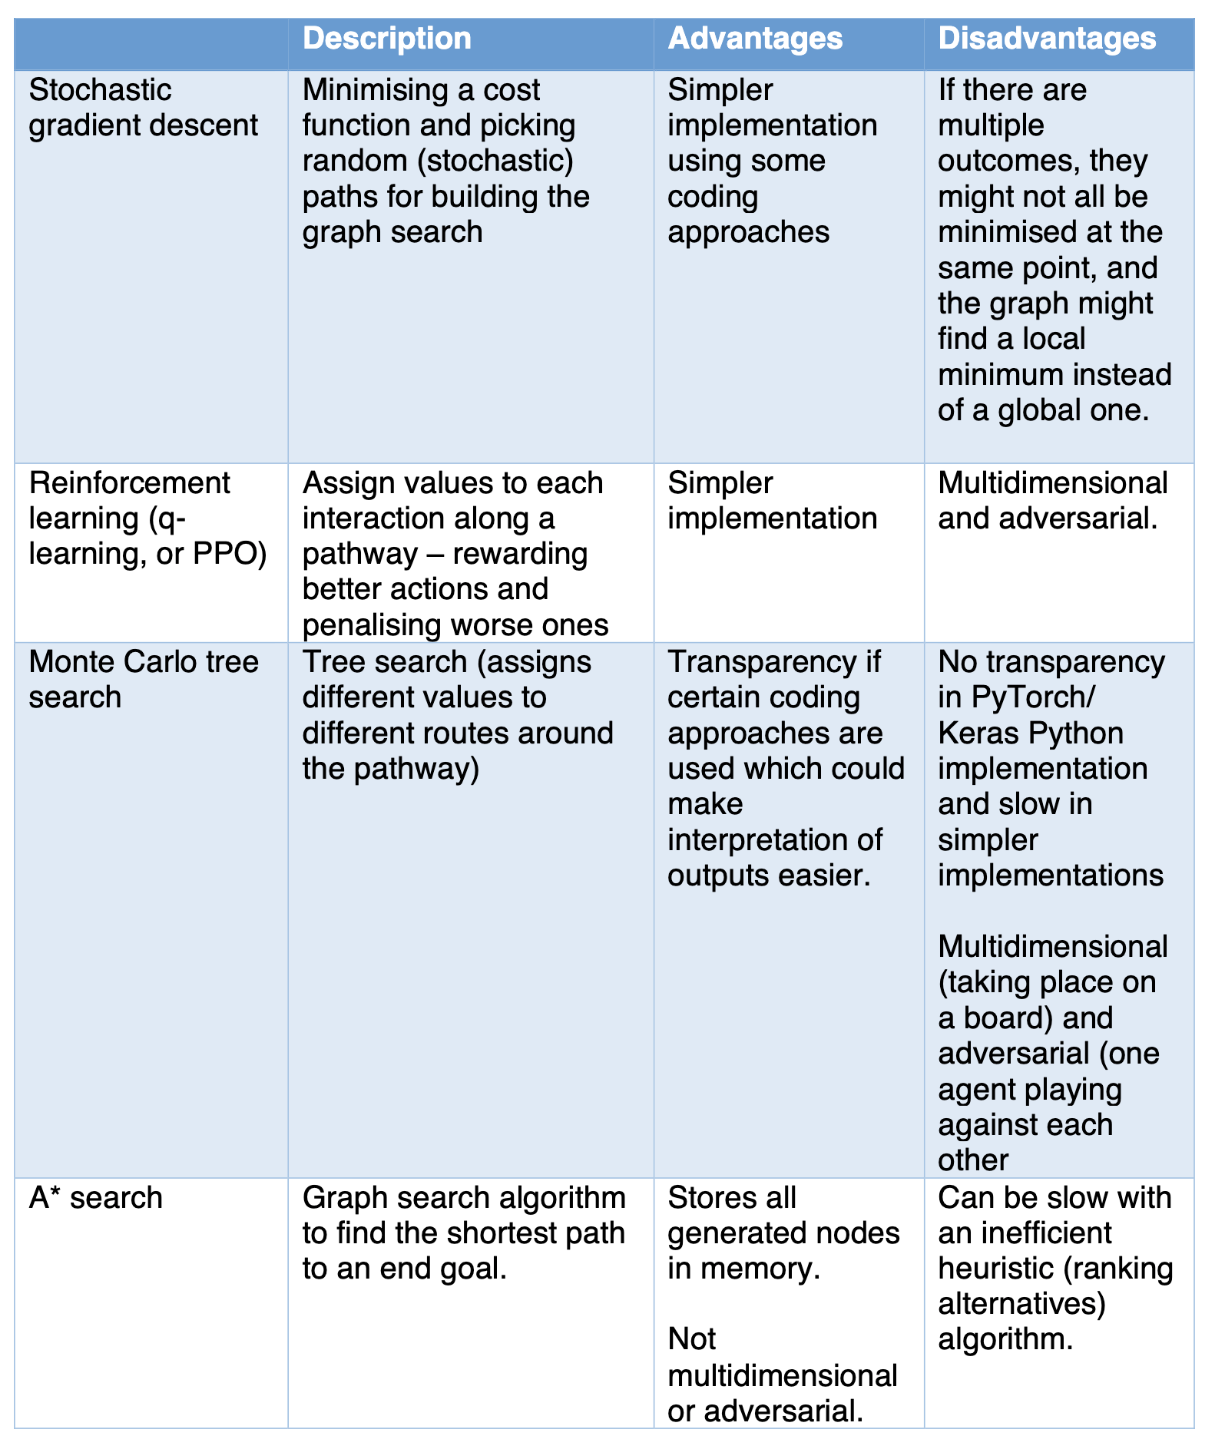 Description
Advantages
Disadvantages
Stochastic
gradient descent
Minimising a cost
function and picking
random (stochastic)
paths for building the
graph search
Simpler
implementation
using some
coding
approaches
If there are
multiple
outcomes, they
might not all be
minimised at the
same point, and
the graph might
find a local
minimum instead
of a global one.
Reinforcement
learning (q-
learning, or PPO)
Assign values to each
interaction along a
pathway – rewarding
better actions and
penalising worse ones
Simpler
implementation
Multidimensional
and adversarial.
Monte Carlo tree
search
Tree search (assigns
different values to
different routes around
the pathway)
Transparency if
certain coding
approaches are
used which could
make
interpretation of
outputs easier.
No transparency
in PyTorch/
Keras Python
implementation
and slow in
simpler
implementations
Multidimensional
(taking place on
a board) and
adversarial (one
agent playing
against each
other
A* search
Graph search algorithm
to find the shortest path
to an end goal.
Stores all
generated nodes
in memory.
Not
multidimensional
or adversarial.
Can be slow with
an inefficient
heuristic (ranking
alternatives)
algorithm.